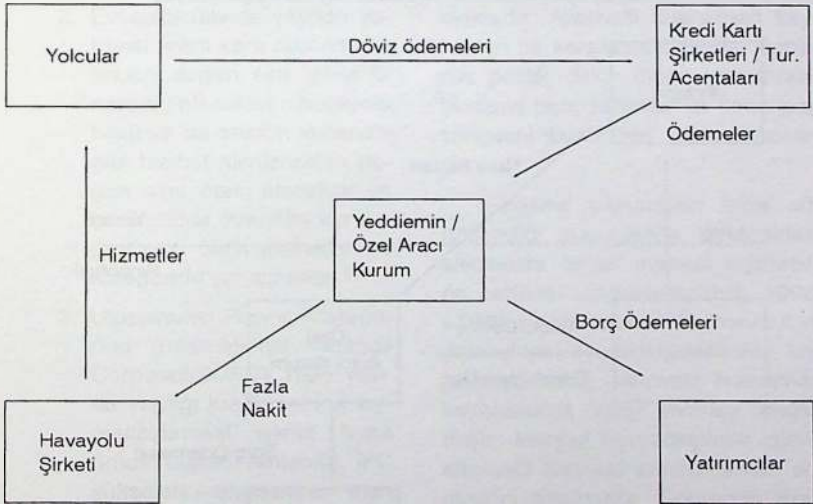 Yolcular
Döviz ödemeleri
Kredi Kartı
Şirketleri / Tur.
Acentaları
Ödemeler
Yeddiemin /
Özel Aracı
Kurum
Hizmetler
Borç Ödemeleri
Fazla
Nakit
Havayolu
Şirketi
Yatırımcılar